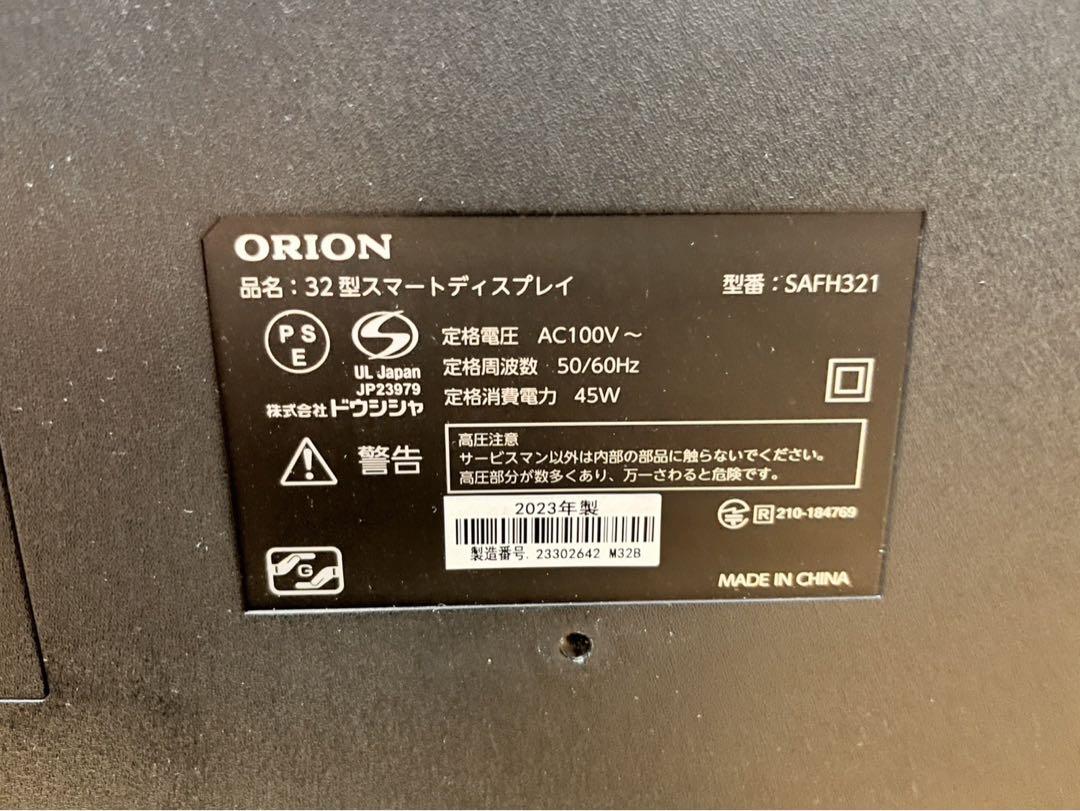 ORION
品名：32型スマートディスプレイ 型番：SAFH321
PS
E
UL Japan
JP23979
株式会社ドウシシャ
定格電圧 AC100V～
定格周波数 50/60Hz
定格消費電力 45W
警告
高圧注意
サービスマン以外は内部の部品に触らないでください。
高圧部分が数多くあり、万一さわると危険です。
2023年製
製造番号. 23302642 M32B
R 210-184769
G
MADE IN CHINA